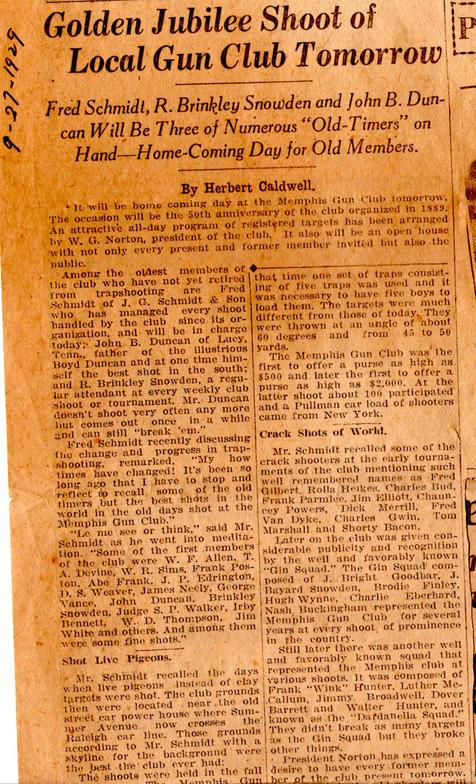 9-27-1929
Golden Jubilee Shoot of
Local Gun Club Tomorrow
Fred Schmidt, R. Brinkley Snowden and John B. Dun-
can Will Be Three of Numerous "Old-Timers" on
Hand—Home-Coming Day for Old Members.
By Herbert Caldwell.
It will be home coming day at the Memphis Gun Club tomorrow.
The occasion will be the 50th anniversary of the club organized in 1889.
An attractive all-day program of registered targets has been arranged
by W. G. Norton, president of the club. It also will be an open house
with not only every present and former member invited but also the
public.
Among the oldest members of
the club who have not yet retired
from trapshooting are Fred
Schmidt of J. G. Schmidt & Son
who has managed every shoot
handled by the club since its or-
ganization, and will be in charge
today; John B. Duncan of Lucy,
Tenn., father of the illustrious
Boyd Duncan and at one time him-
self the best shot in the south;
and R. Brinkley Snowden, a regu-
lar attendant at every weekly club
shoot or tournament. Mr. Duncan
doesn't shoot very often any more
but comes out once in a while
and can still "break 'em."
Fred Schmidt recently discussing
the change and progress in trap-
shooting, remarked, "My how
times have changed! It's been so
long ago that I have to stop and
reflect to recall some of the old
timers but the best shots in the
world in the old days shot at the
Memphis Gun Club."
"Le me see or think," said Mr.
Schmidt as he went into medita-
tion. "Some of the first members
of the club were W. F. Allen, T.
A. Devine, W. R. Sims, Frank Pos-
ton, Abe Frank, J. P. Edrington,
D. S. Weaver, James Neely, George
Vance, John Duncan, Brinkley
Snowden, Judge S. P. Walker, Irby
Bennett, W. D. Thompson, Jim
White and others. And among them
were some fine shots."
Shot Live Pigeons.
Mr. Schmidt recalled the days
when live pigeons instead of clay
targets were shot. The club grounds
then were located near the old
street car power house where Sum-
mer Avenue now crosses the
Raleigh car line. Those grounds
according to Mr. Schmidt with a
skyline for the background were
the best the club ever had.
The shoots were held in the fall
The Memphis Gun
that time one set of traps consist-
ing of five traps was used and it
was necessary to have five boys to
load them. The targets were much
different from those of today. They
were thrown at an angle of about
60 degrees and from 45 to 50
yards.
The Memphis Gun Club was the
first to offer a purse as high as
$500 and later the first to offer a
purse as high as $2,000. At the
latter shoot about 100 participated
and a Pullman car load of shooters
came from New York.
Crack Shots of World.
Mr. Schmidt recalled some of the
crack shooters at the early tourna-
ments of the club mentioning such
well remembered names as Fred
Gilbert, Rolla Heikes, Charles Bud,
Frank Parmlee, Jim Elliott, Chaun-
cey Powers, Dick Merrill, Fred
Van Dyke, Charles Gwin, Tom
Marshall and Shorty Bacon.
Later on the club was given con-
siderable publicity and recognition
by the well and favorably known
"Gin Squad." The Gin Squad com-
posed of J. Bright Goodbar, J.
Bayard Snowden, Brodie Finley,
Hugh Wynne, Charlie Eberhard,
Nash Buckingham represented the
Memphis Gun Club for several
years at every shoot of prominence
in the country.
Still later there was another well
and favorably known squad that
represented the Memphis club at
various shoots. It was composed of
Frank "Wink" Hunter, Luther Mc-
Callum, Jimmy Broadwell, Dover
Barrett and Walter Hunter, and
known as the "Dardanella Squad."
They didn't break as many targets
as the Gin Squad but they broke
other things.
President Norton has expressed a
desire to have every former mem-
ber of the club present tomorrow
P